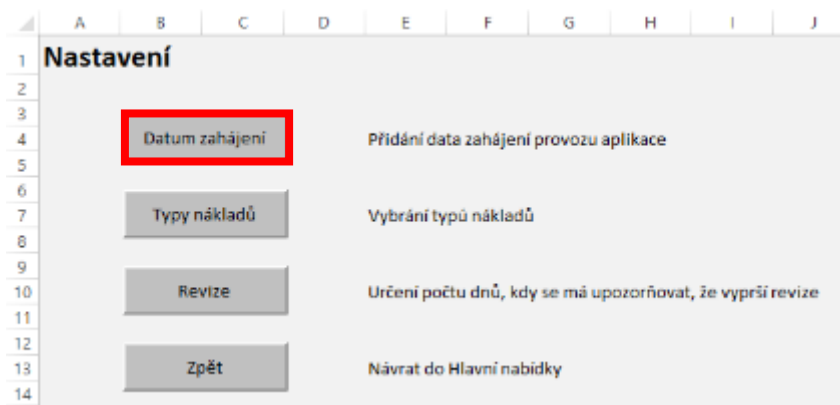 A B C D E F G H I J
1 Nastavení
2
3
4 Datum zahájení Přidání data zahájení provozu aplikace
5
6
7 Typy nákladů Vybrání typů nákladů
8
9
10 Revize Určení počtu dnů, kdy se má upozorňovat, že vyprší revize
11
12
13 Zpět Návrat do Hlavní nabídky
14